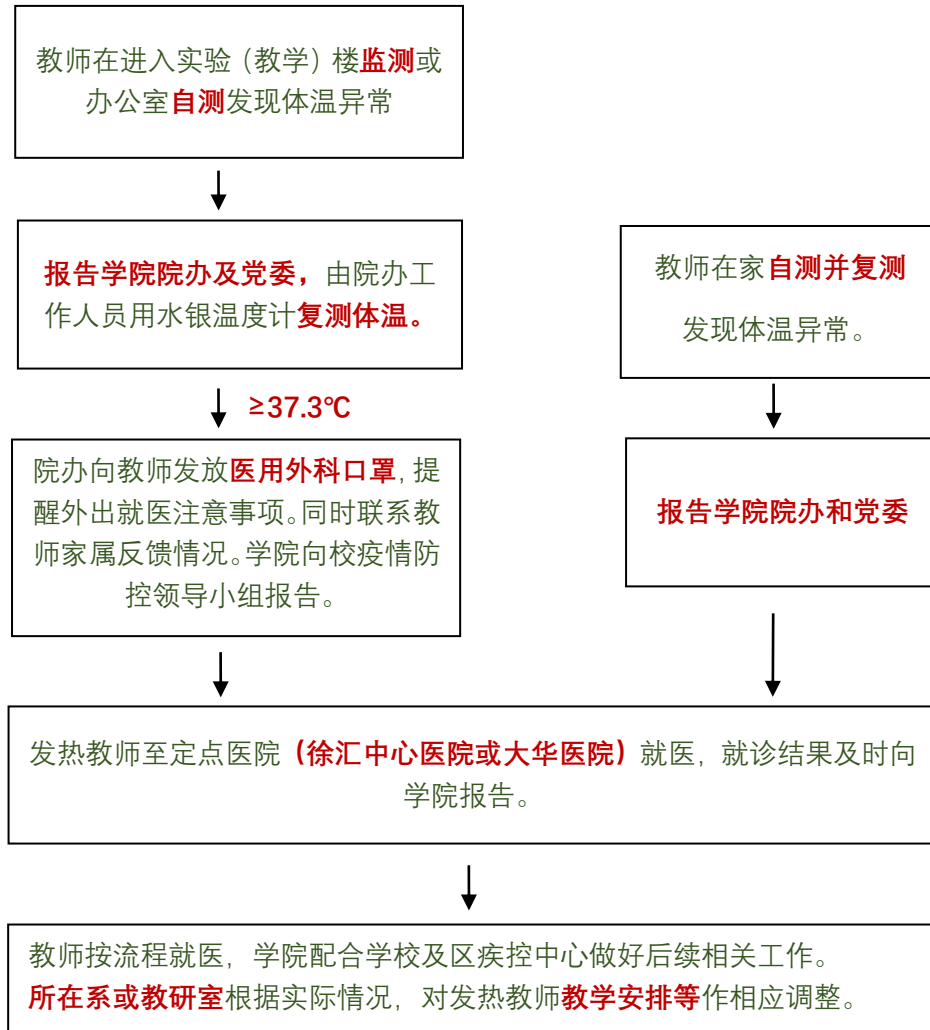 教师在进入实验（教学）楼监测或
办公室自测发现体温异常
报告学院院办及党委，由院办工
作人员用水银温度计复测体温。
≥37.3℃
院办向教师发放医用外科口罩，提
醒外出就医注意事项。同时联系教
师家属反馈情况。学院向校疫情防
控领导小组报告。
教师在家自测并复测
发现体温异常。
报告学院院办和党委
发热教师至定点医院（徐汇中心医院或大华医院）就医，就诊结果及时向
学院报告。
教师按流程就医，学院配合学校及区疾控中心做好后续相关工作。
所在系或教研室根据实际情况，对发热教师教学安排等作相应调整。